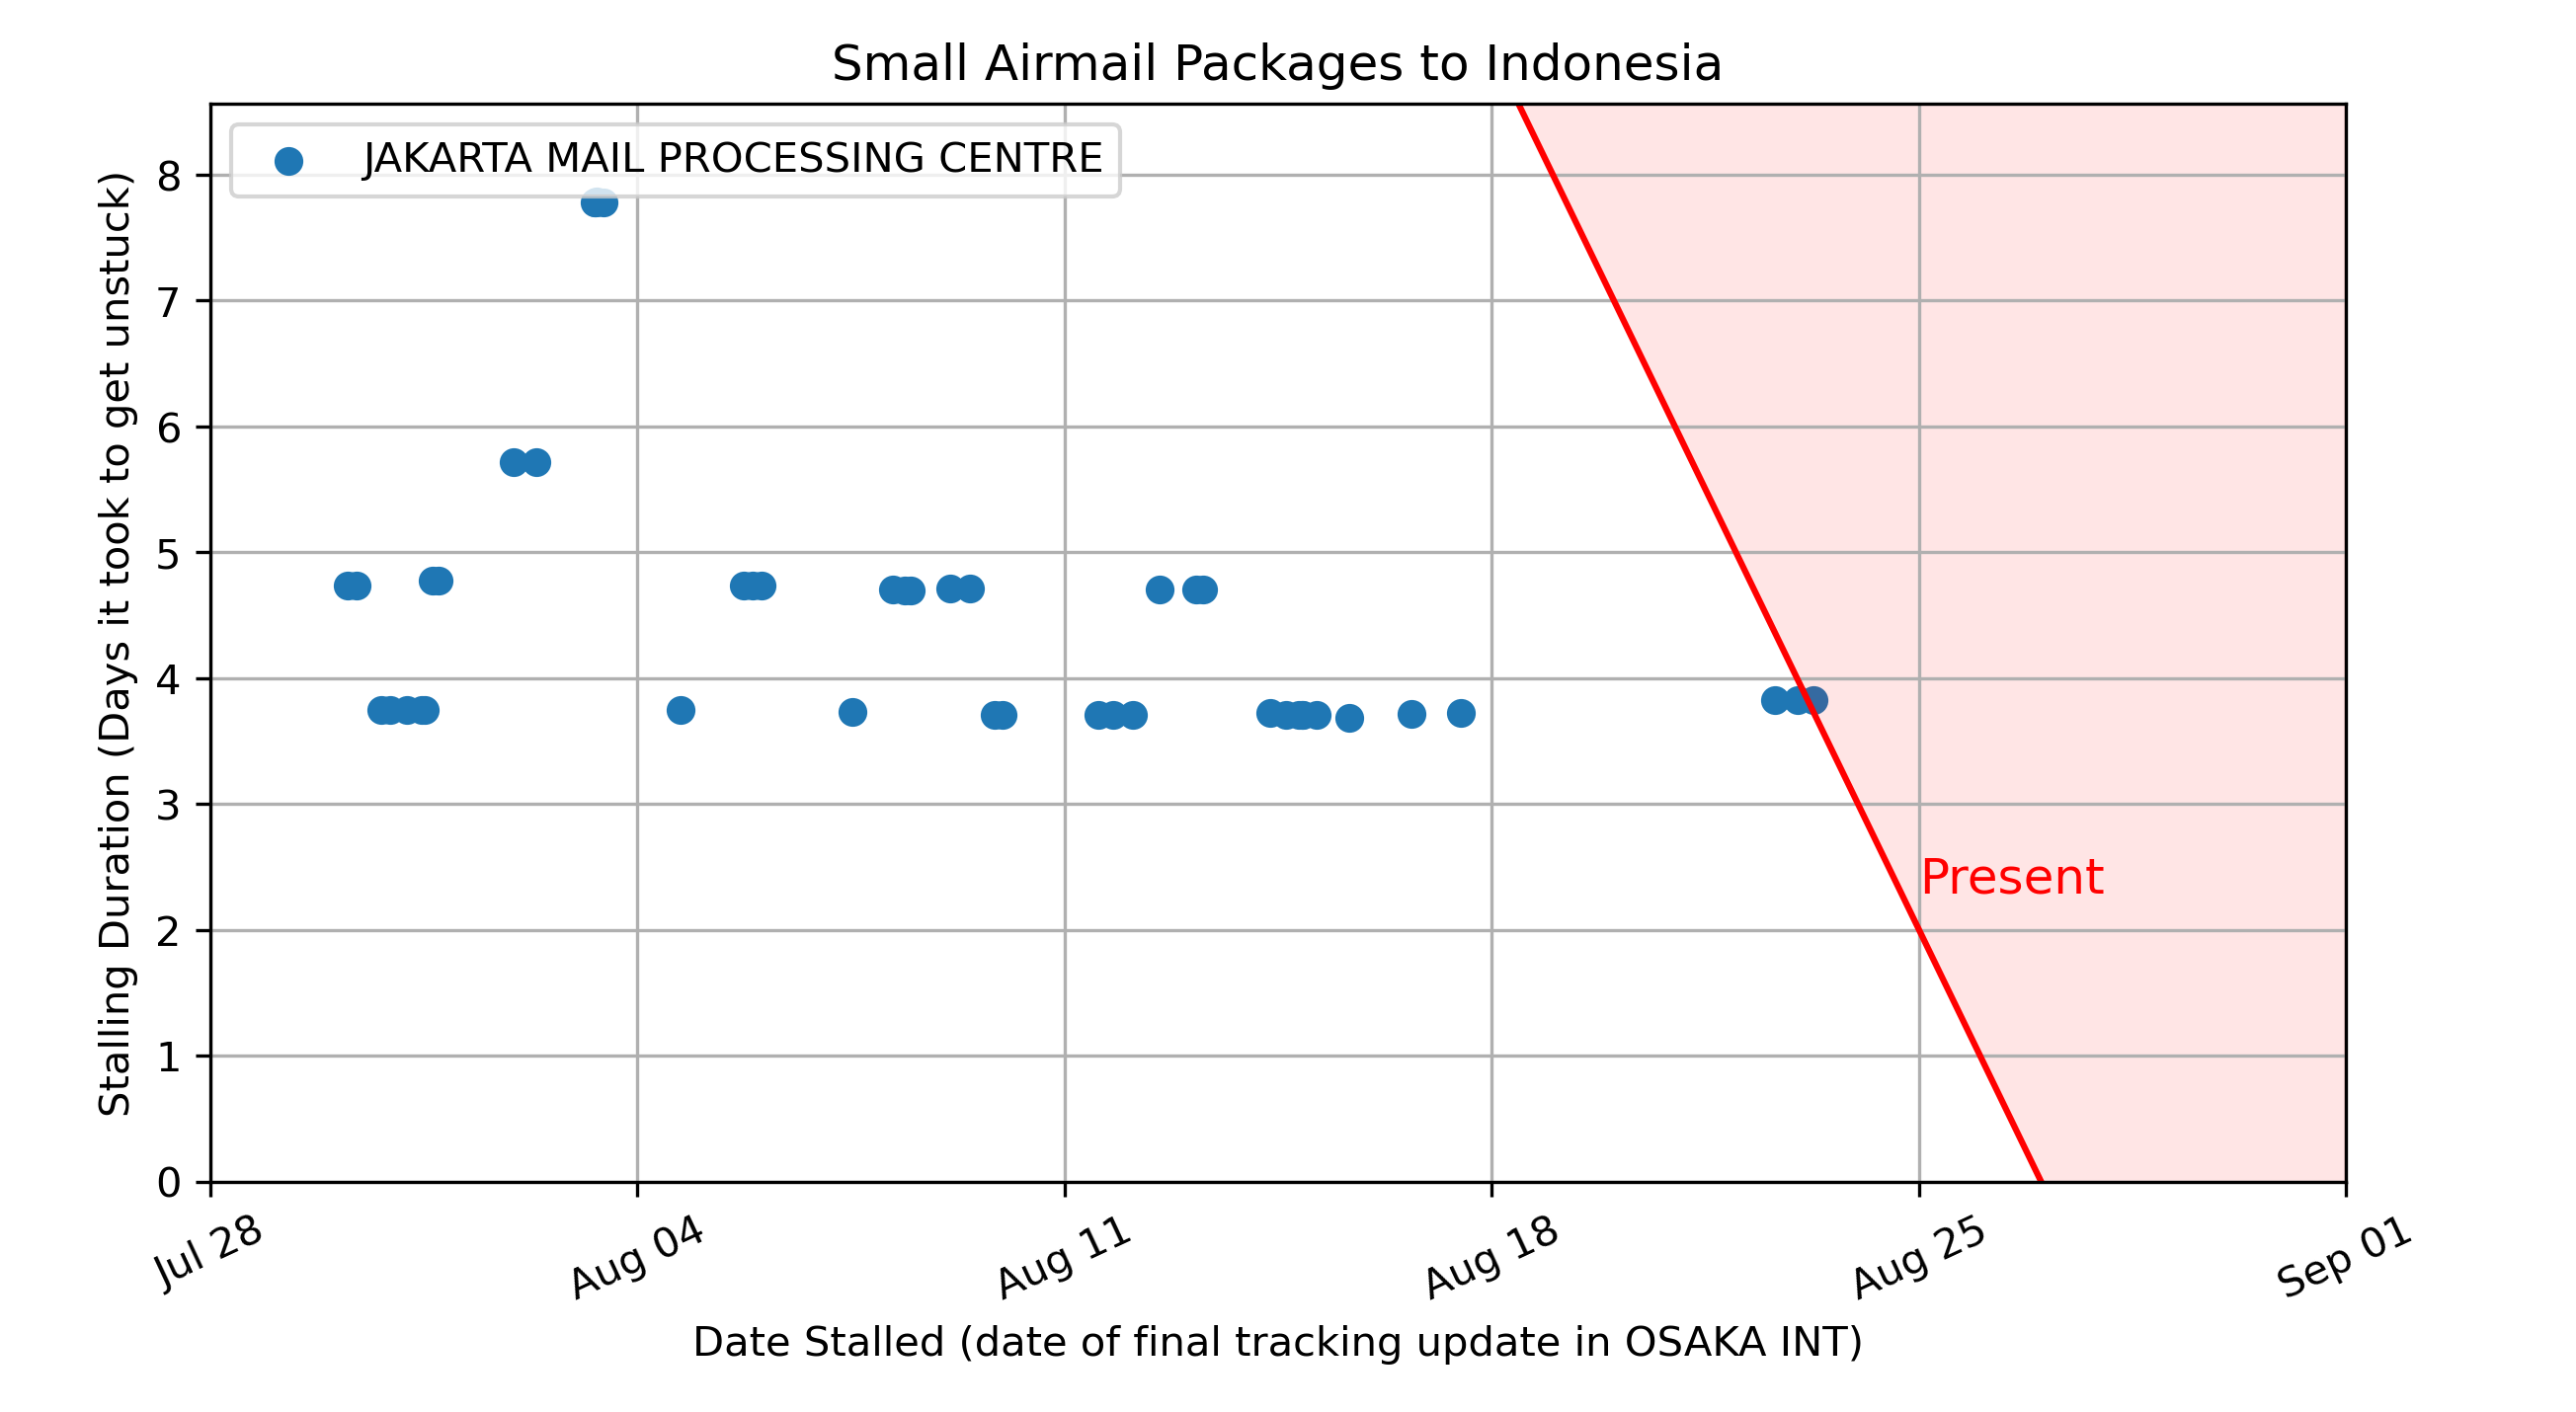 Small Airmail Packages to Indonesia
JAKARTA MAIL PROCESSING CENTRE
Stalling Duration (Days it took to get unstuck)
8
7
6
5
4
3
2
1
0
Present
Jul 28
Aug 04
Aug 11
Aug 18
Aug 25
Sep 01
Date Stalled (date of final tracking update in OSAKA INT)